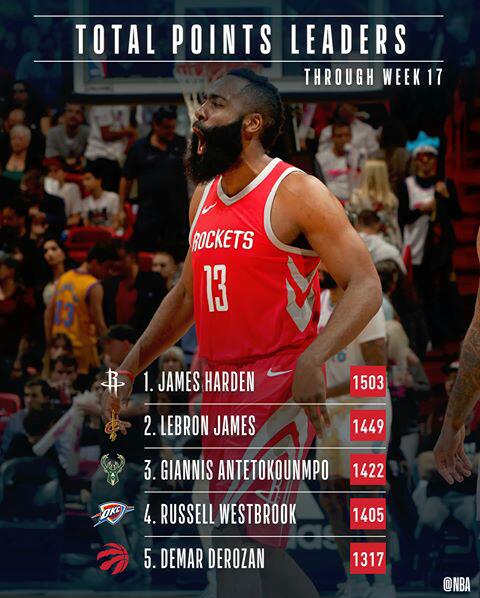 TOTAL POINTS LEADERS
THROUGH WEEK 17
ROCKETS
13
1. JAMES HARDEN 1503
2. LEBRON JAMES 1449
3. GIANNIS ANTETOKOUNMPO 1422
OKC
4. RUSSELL WESTBROOK 1405
5. DEMAR DEROZAN 1317
@NBA